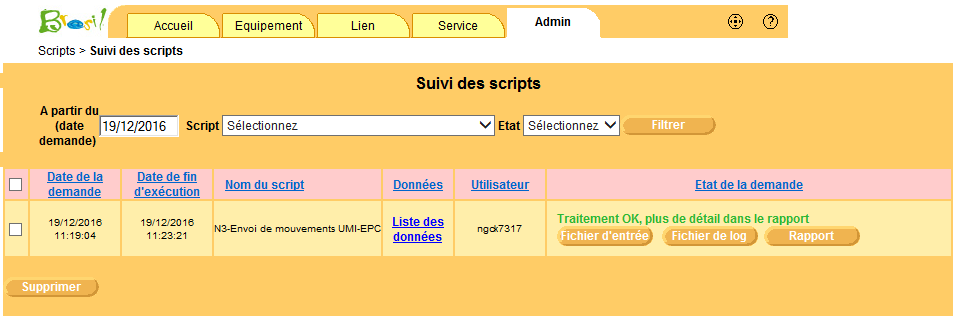 Brasil
Accueil
Equipement
Lien
Service
Admin
?
Scripts > Suivi des scripts
Suivi des scripts
A partir du
(date
demande)
19/12/2016
Script
Sélectionnez
Etat
Sélectionnez
Filtrer
Date de la
demande
Date de fin
d'exécution
Nom du script
Données
Utilisateur
Etat de la demande
19/12/2016
11:19:04
19/12/2016
11:23:21
N3-Envoi de mouvements UMI-EPC
Liste des
données
ngck7317
Traitement OK, plus de détail dans le rapport
Fichier d'entrée
Fichier de log
Rapport
Supprimer